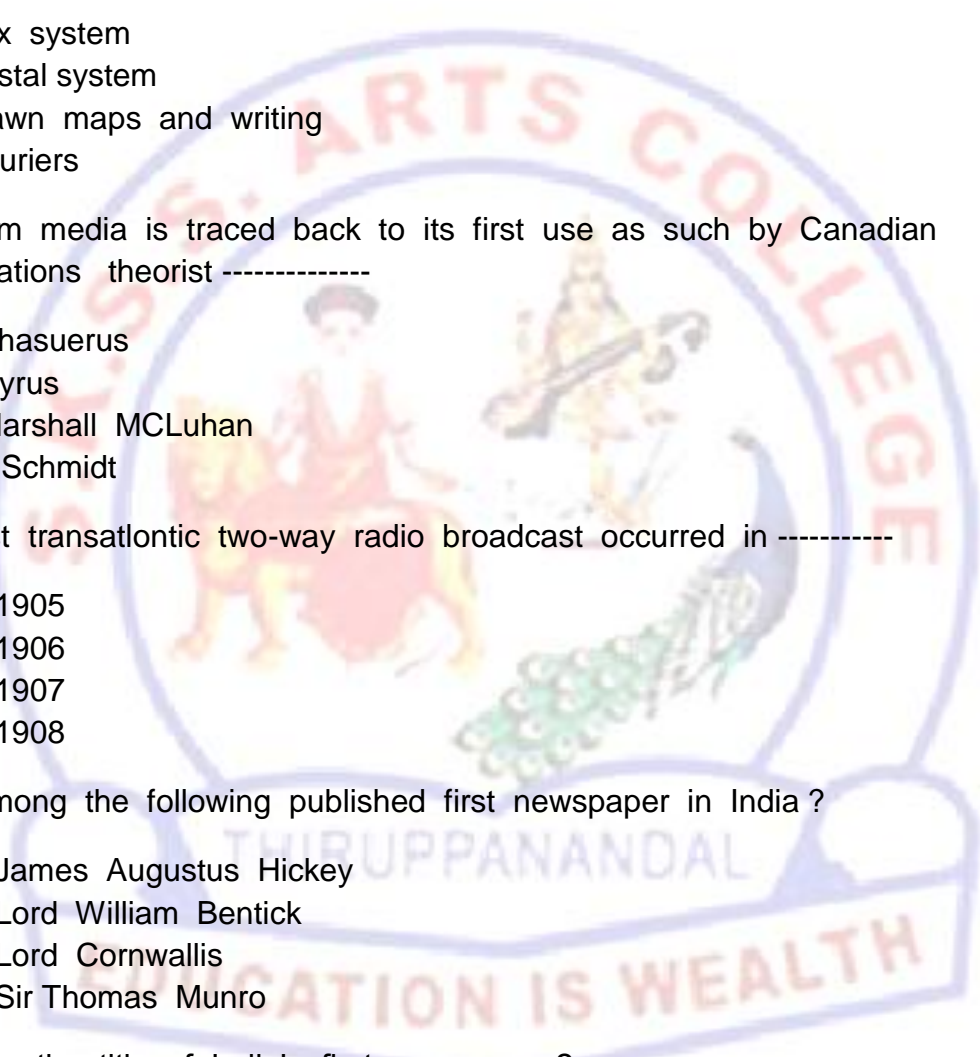 x system
stal system
awn maps and writing
uriers
m media is traced back to its first use as such by Canadian
ations theorist --------------
hasuerus
yrus
arshall MCLuhan
Schmidt
t transatlontic two-way radio broadcast occurred in -----------
1905
1906
1907
1908
mong the following published first newspaper in India ?
James Augustus Hickey
Lord William Bentick
Lord Cornwallis
Sir Thomas Munro
S.K.S.S. ARTS COLLEGE
THIRUPPANANDAL
EDUCATION IS WEALTH